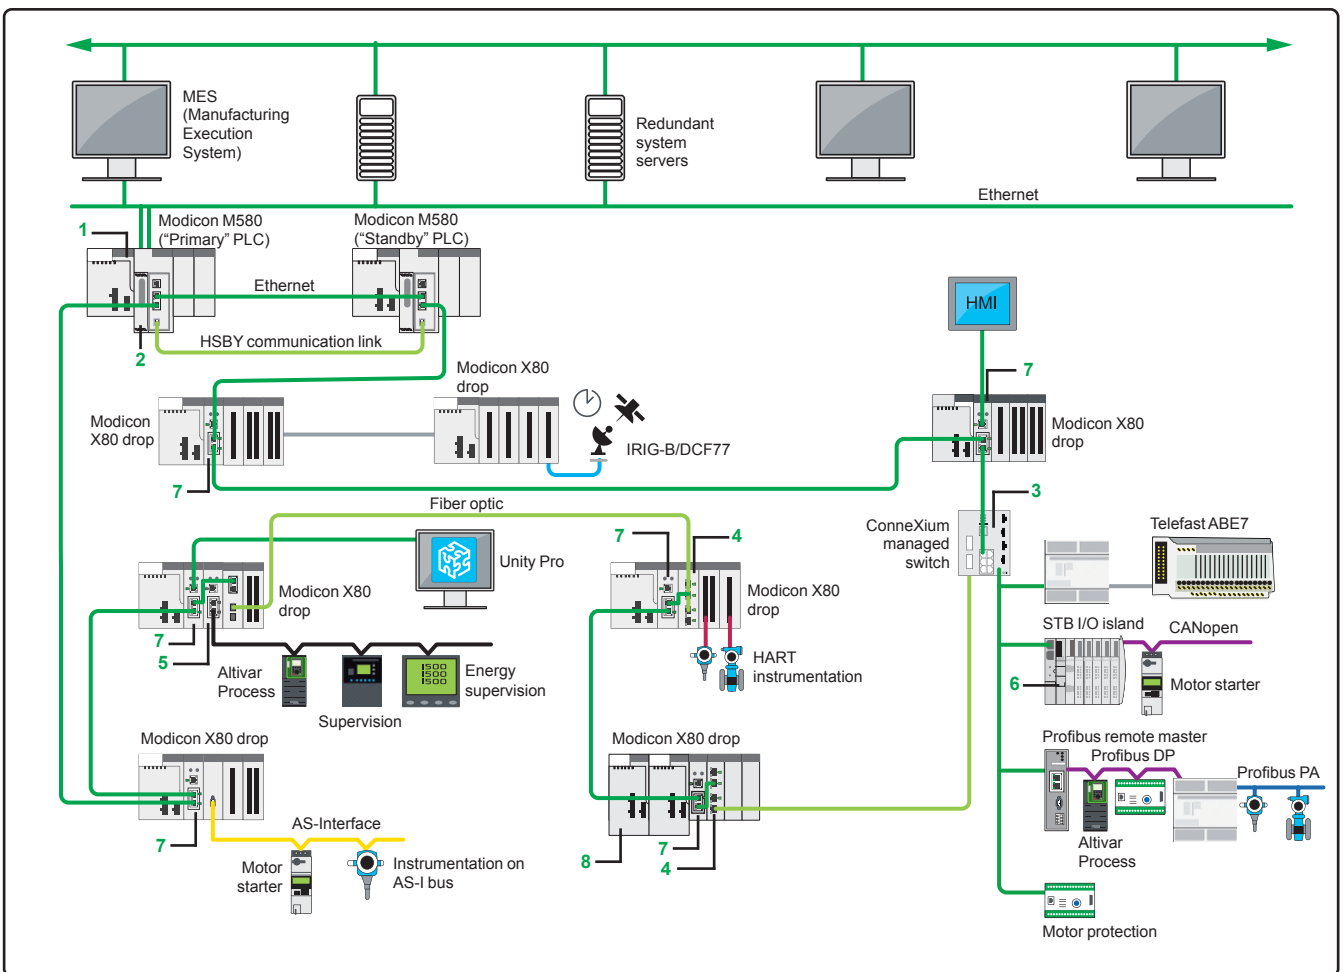 MES
(Manufacturing
Execution
System)
Redundant
system
servers
Ethernet
Modicon M580
("Primary" PLC)
Modicon M580
("Standby" PLC)
1
Ethernet
HSBY communication link
2
HMI
Modicon X80
drop
7
Modicon
X80 drop
IRIG-B/DCF77
Modicon X80
drop
7
Fiber optic
3
ConneXium
managed
switch
Telefast ABE7
Unity Pro
7
4
Modicon X80
drop
Modicon X80
drop
7
5
STB I/O island
CANopen
Altivar
Process
Energy
supervision
HART
instrumentation
6
Motor starter
Supervision
Modicon X80 drop
Modicon X80 drop
Profibus remote master
Profibus DP
Profibus PA
AS-Interface
7
7
8
4
Altivar
Process
Motor
starter
Instrumentation on
AS-I bus
Motor protection
1500
1500
1500